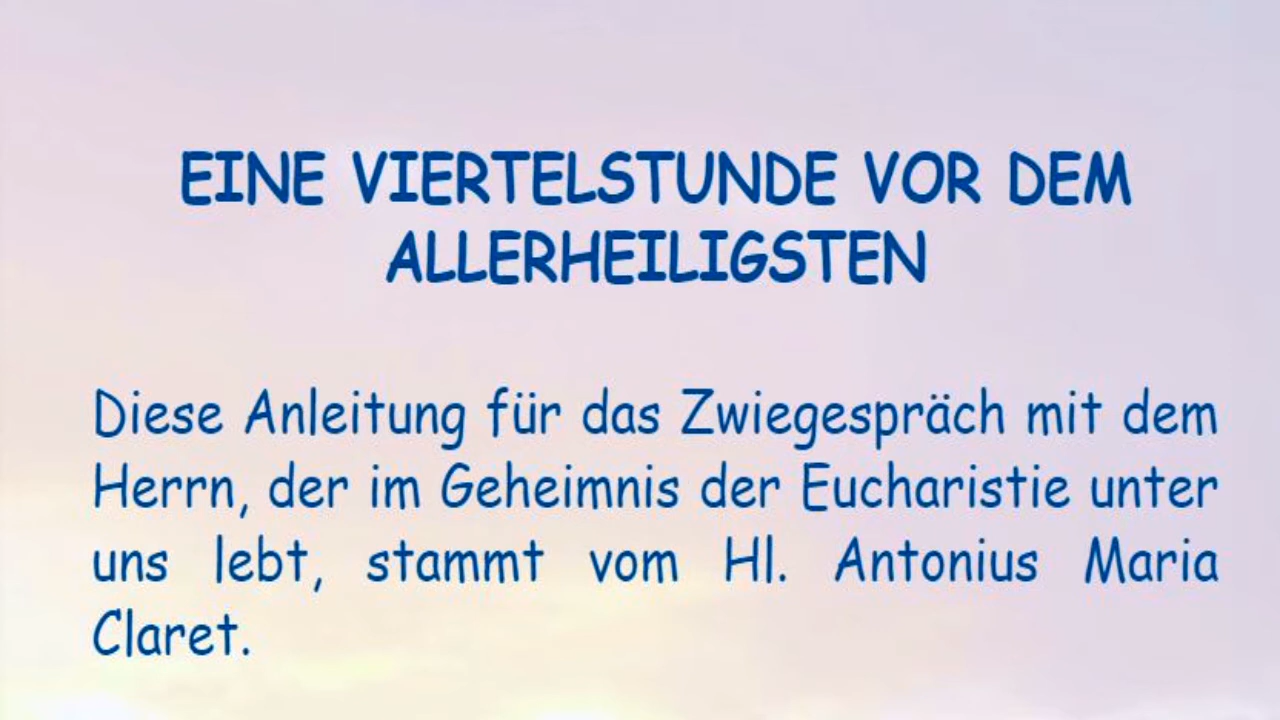 EINE VIERTELSTUNDE VOR DEM
ALLERHEILIGSTEN
Diese Anleitung für das Zwiegespräch mit dem
Herrn, der im Geheimnis der Eucharistie unter
uns lebt, stammt vom Hl. Antonius Maria
Claret.